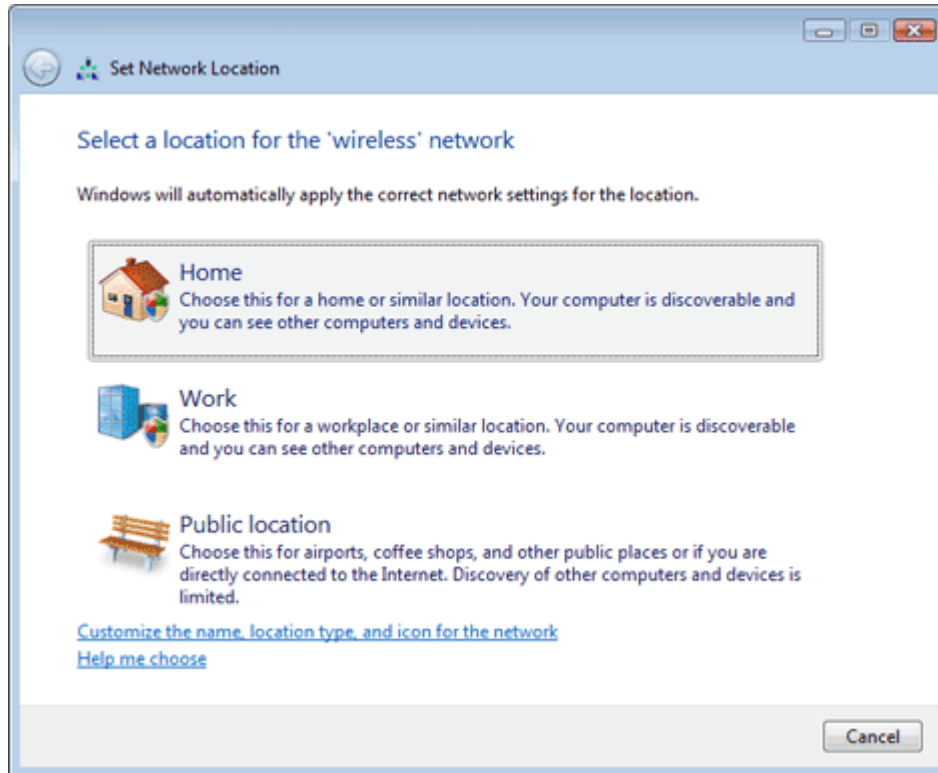 Set Network Location
Select a location for the 'wireless' network
Windows will automatically apply the correct network settings for the location.
Home
Choose this for a home or similar location. Your computer is discoverable and
you can see other computers and devices.
Work
Choose this for a workplace or similar location. Your computer is discoverable
and you can see other computers and devices.
Public location
Choose this for airports, coffee shops, and other public places or if you are
directly connected to the Internet. Discovery of other computers and devices is
limited.
Customize the name, location type, and icon for the network
Help me choose
Cancel